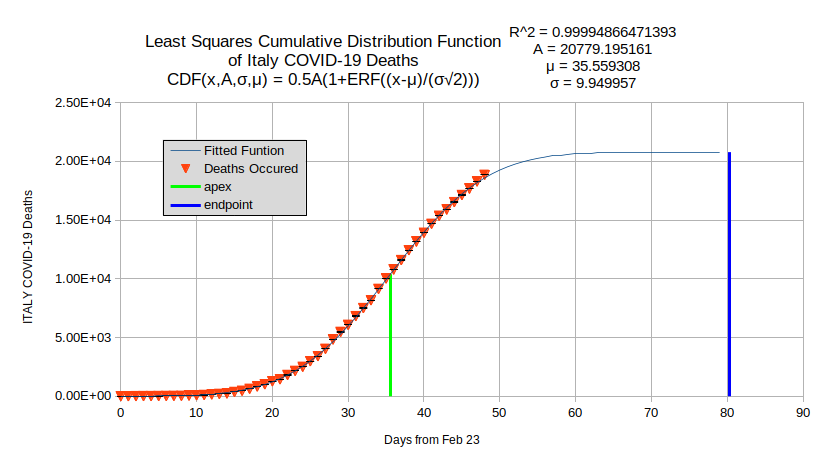 Least Squares Cumulative Distribution Function
of Italy COVID-19 Deaths
CDF(x,A,σ,μ) = 0.5A(1+ERF((x-μ)/(σ√2)))
R^2 = 0.99994866471393
A = 20779.195161
μ = 35.559308
σ = 9.949957
2.50E+04
2.00E+04
1.50E+04
1.00E+04
5.00E+03
0.00E+00
ITALY COVID-19 Deaths
Fitted Funtion
Deaths Occured
apex
endpoint
0 10 20 30 40 50 60 70 80 90
Days from Feb 23